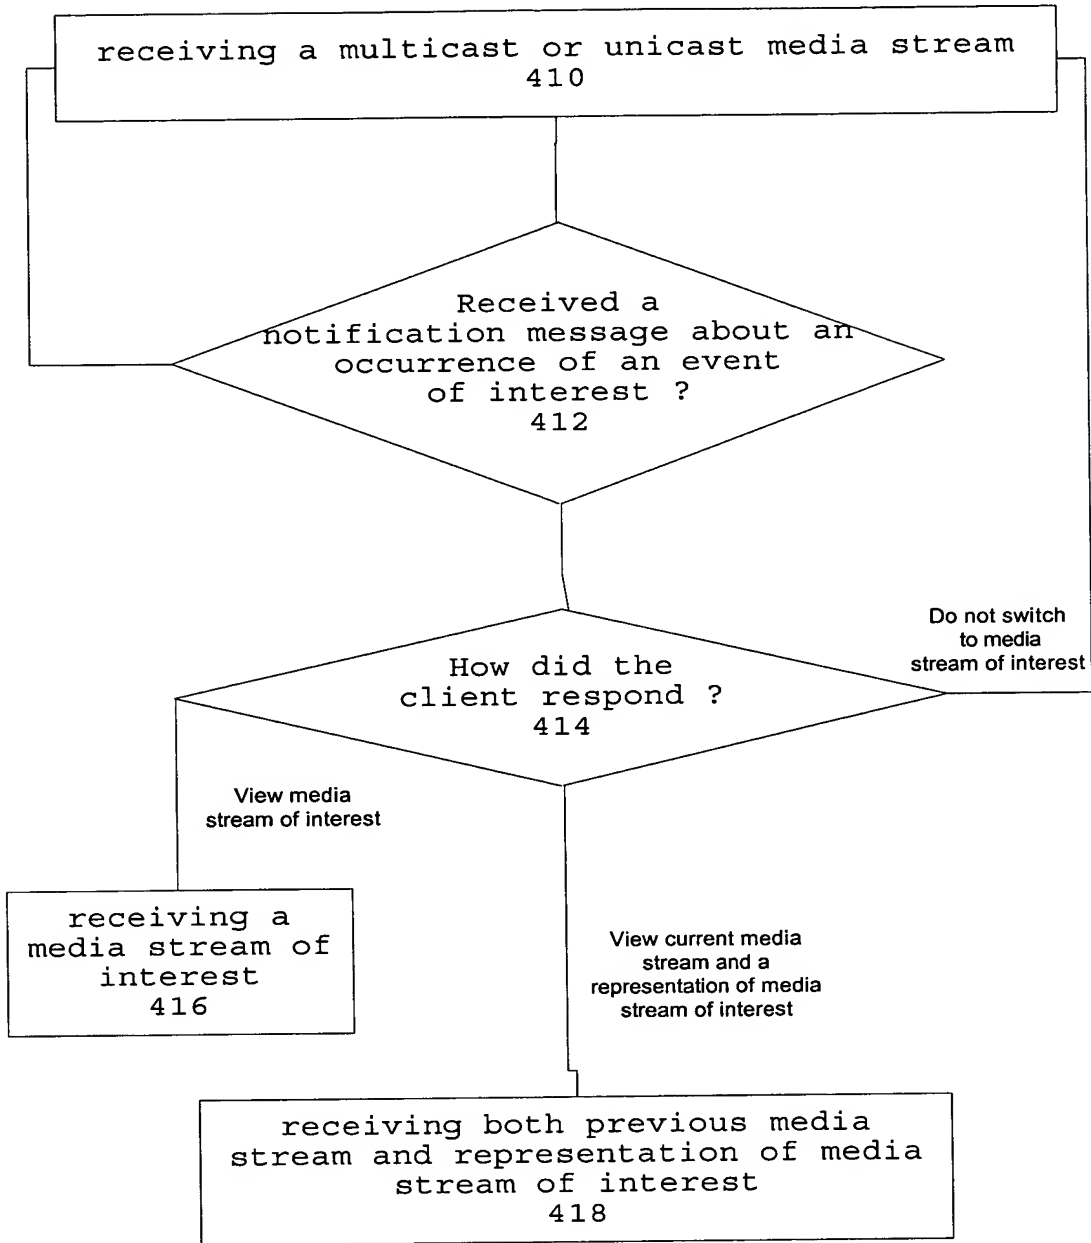 receiving a multicast or unicast media stream
410
Received a
notification message about an
occurrence of an event
of interest ?
412
Do not switch
to media
stream of interest
How did the
client respond ?
414
View media
stream of interest
receiving a
media stream of
interest
416
View current media
stream and a
representation of media
stream of interest
receiving both previous media
stream and representation of media
stream of interest
418